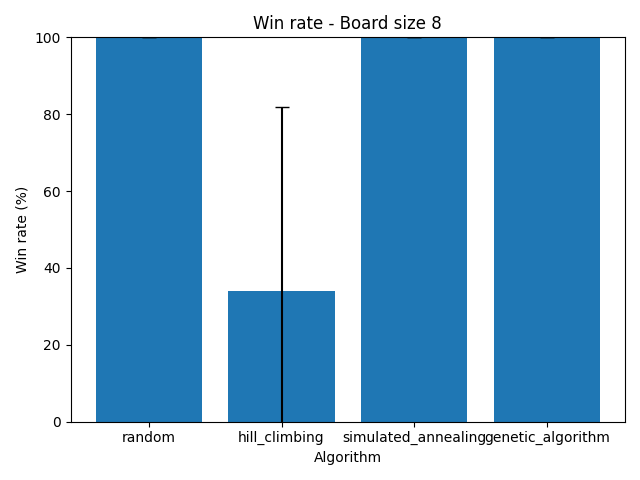 Win rate - Board size 8
Win rate (%)
100
80
60
40
20
0
random hill_climbing simulated_annealing genetic_algorithm
Algorithm